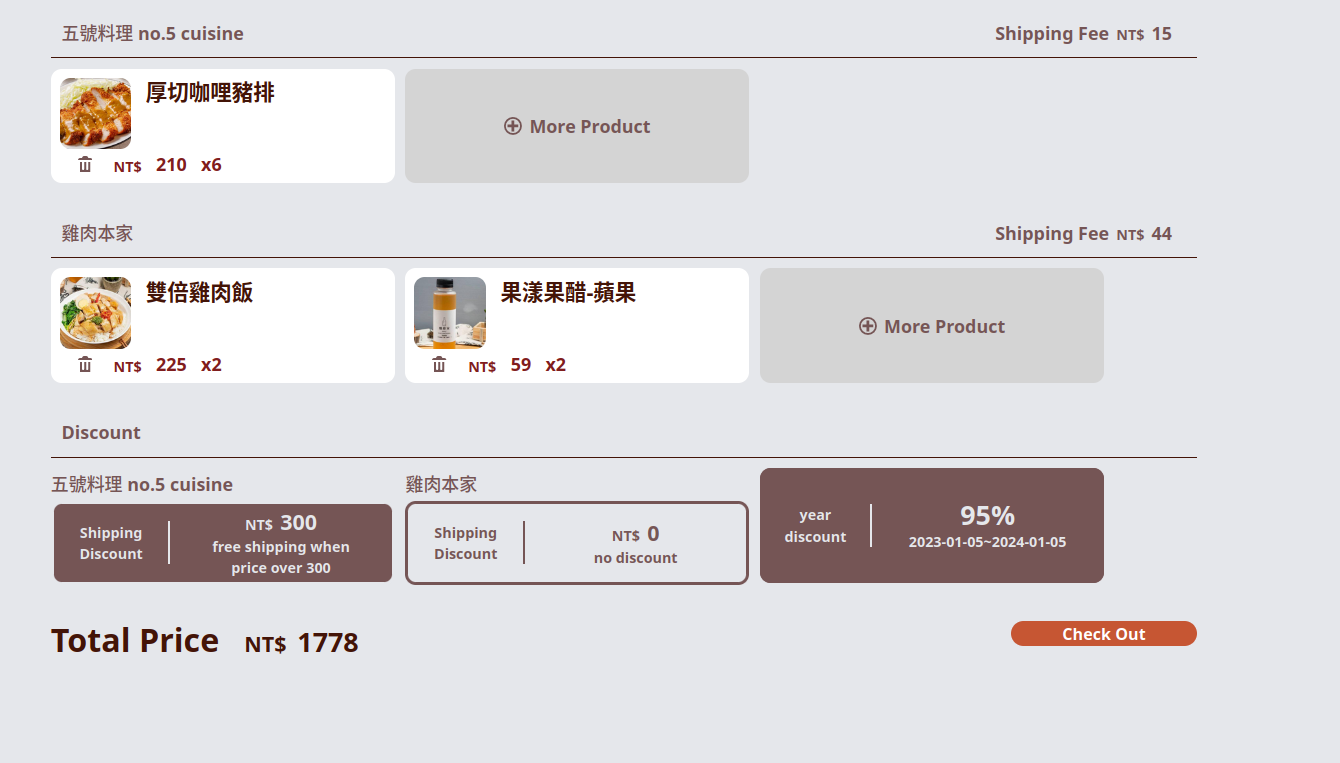 五號料理 no.5 cuisine
Shipping Fee NT$ 15
厚切咖哩豬排
NT$ 210 x6
More Product
雞肉本家
Shipping Fee NT$ 44
雙倍雞肉飯
NT$ 225 x2
果漾果醋-蘋果
NT$ 59 x2
More Product
Discount
五號料理 no.5 cuisine
Shipping
Discount
NT$ 300
free shipping when
price over 300
雞肉本家
Shipping
Discount
NT$ 0
no discount
year
discount
95%
2023-01-05~2024-01-05
Total Price NT$ 1778
Check Out